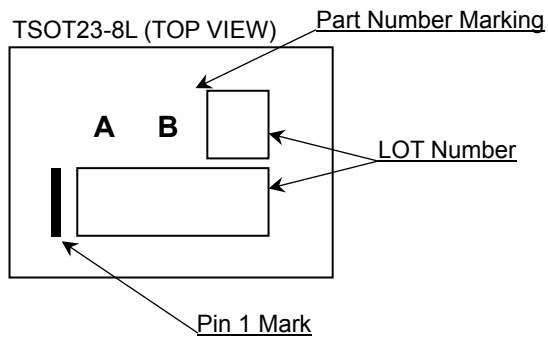 Part Number Marking
TSOT23-8L (TOP VIEW)
A B
LOT Number
Pin 1 Mark